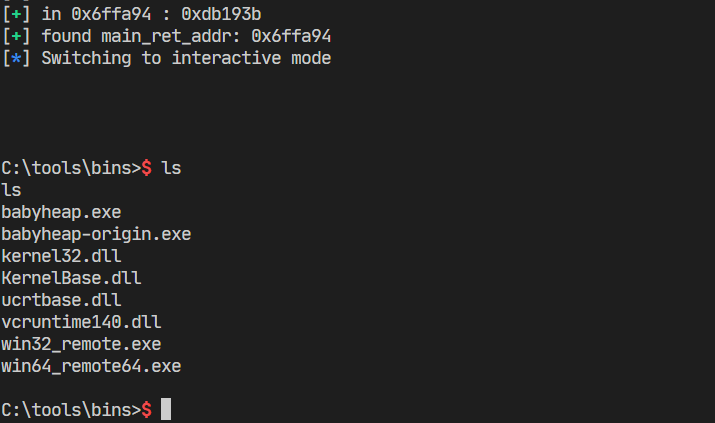 [+] in 0x6ffa94 : 0xdb193b
[+] found main_ret_addr: 0x6ffa94
[*] Switching to interactive mode
C:\tools\bins>$ ls
ls
babyheap.exe
babyheap-origin.exe
kernel32.dll
KernelBase.dll
ucrtbase.dll
vcruntime140.dll
win32_remote.exe
win64_remote64.exe
C:\tools\bins>$